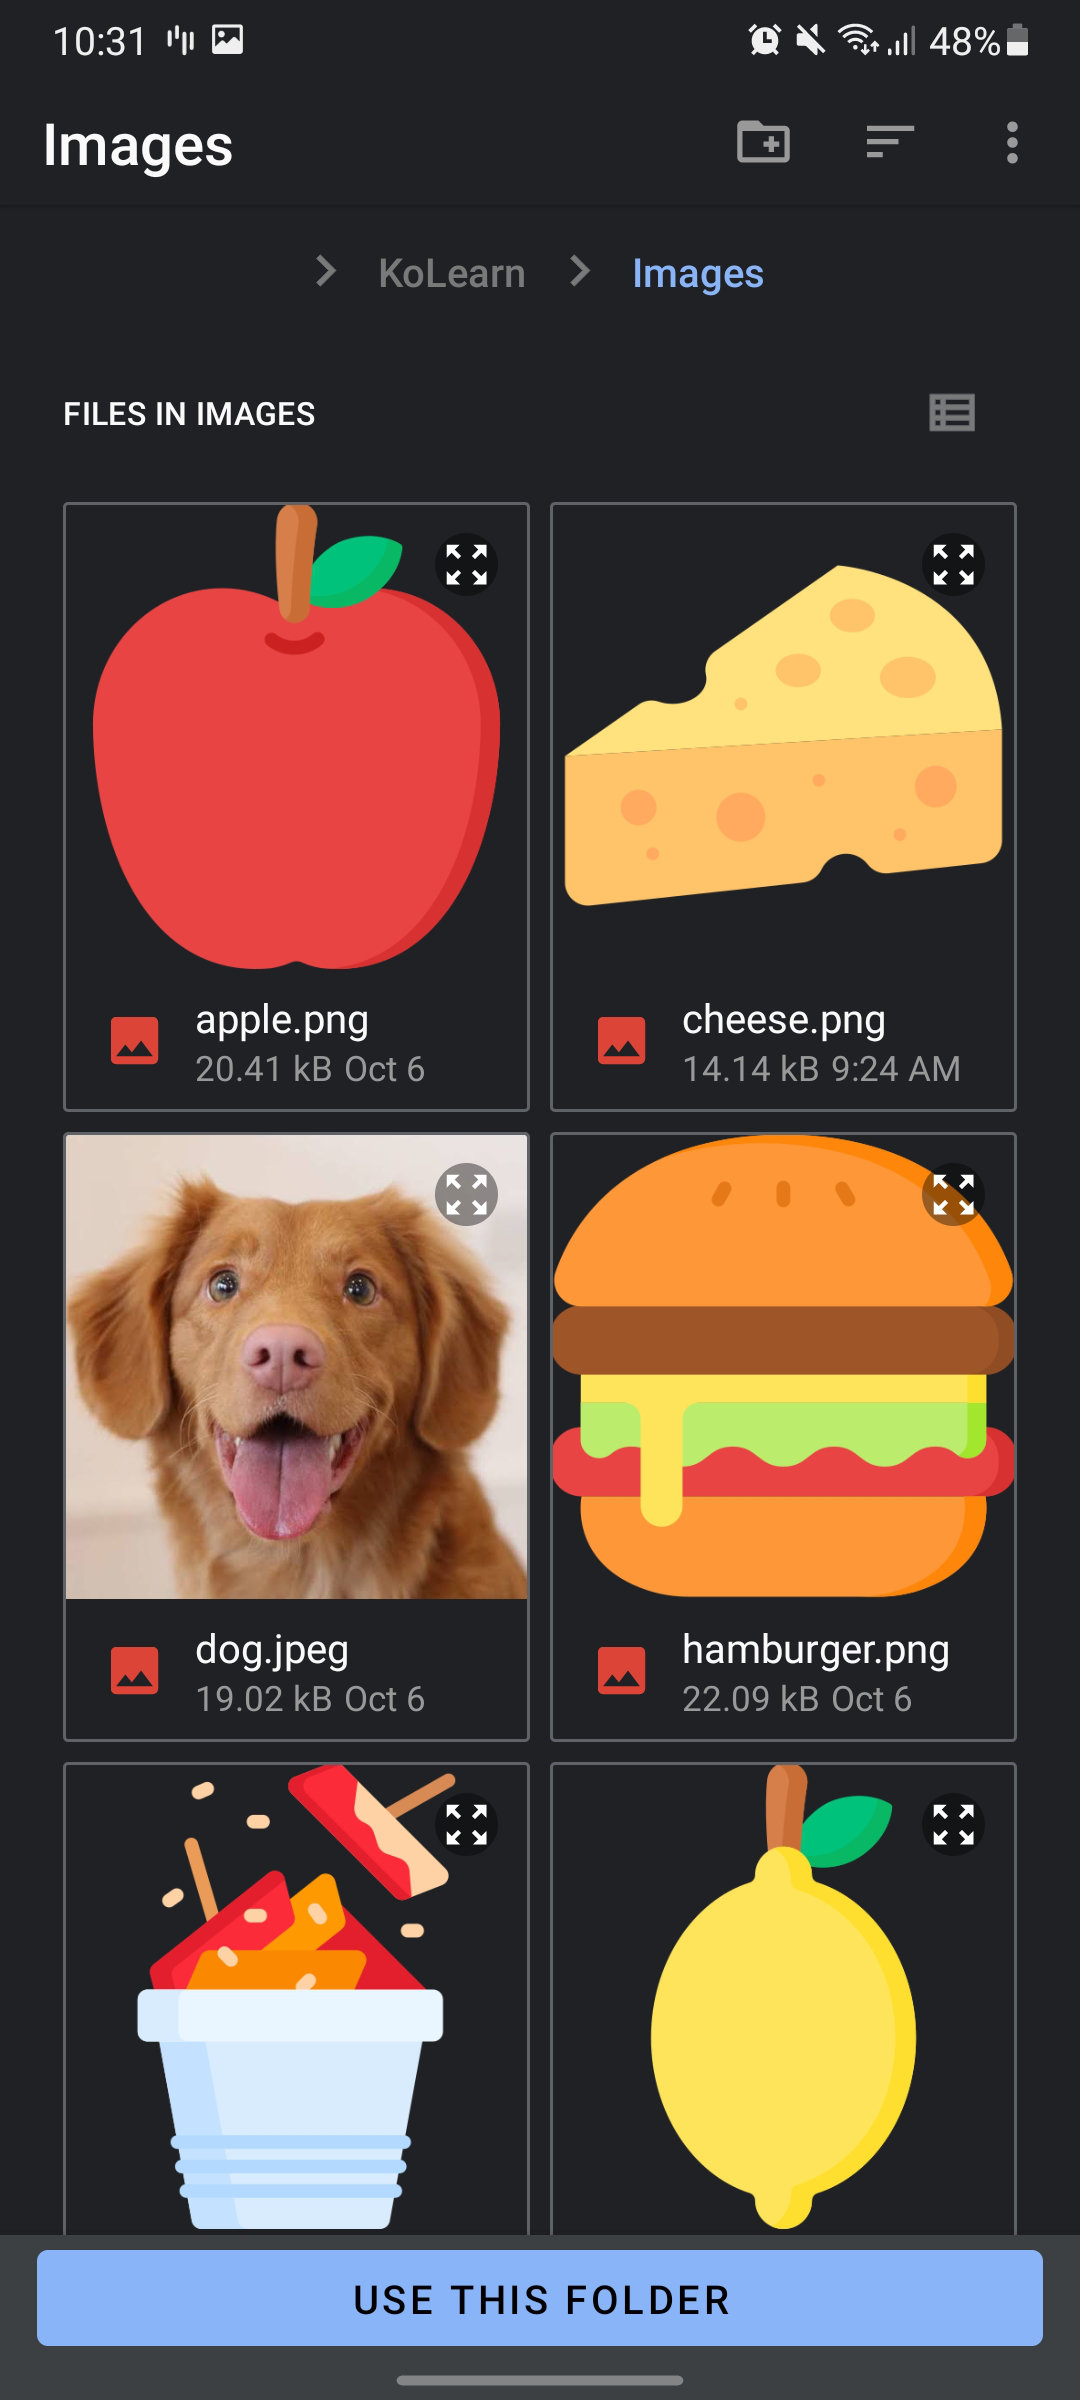 10:31 48%
Images
KoLearn Images
FILES IN IMAGES
apple.png
20.41 kB Oct 6
cheese.png
14.14 kB 9:24 AM
dog.jpeg
19.02 kB Oct 6
hamburger.png
22.09 kB Oct 6
USE THIS FOLDER